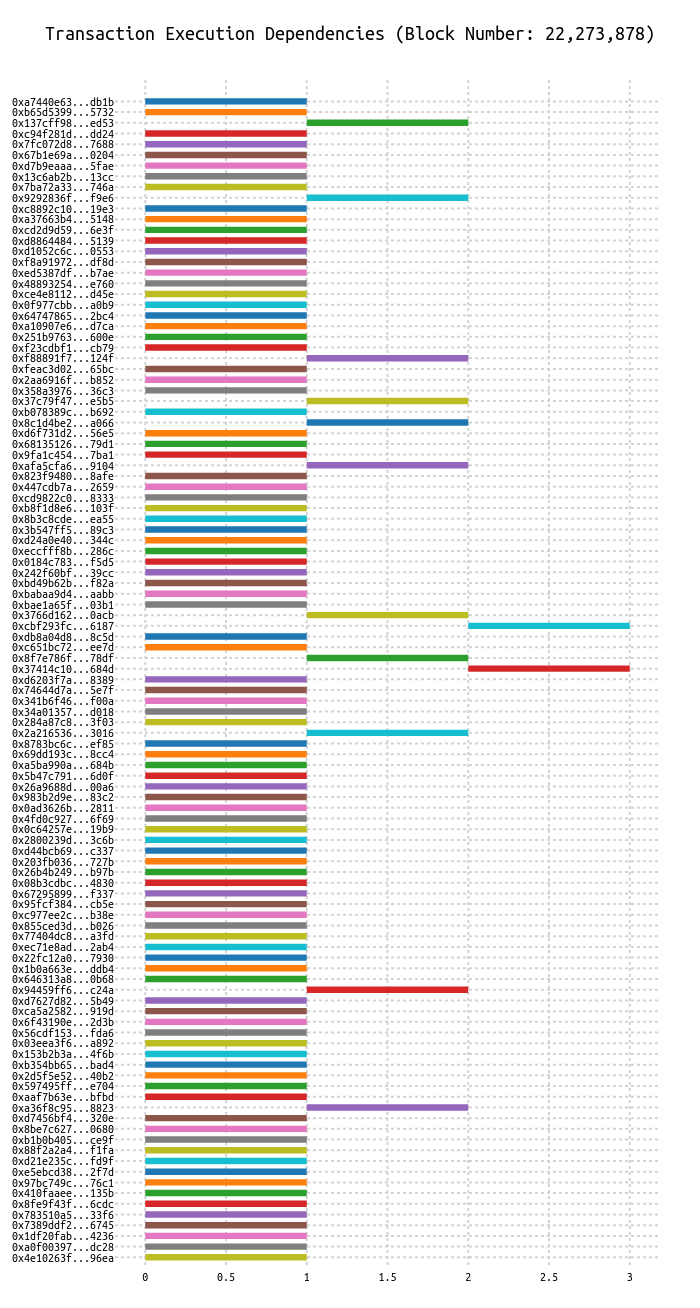 Transaction Execution Dependencies (Block Number: 22,273,878)
0xa7440e63...db1b
0xb65d5399...5732
0x137cff98...ed53
0xc94f281d...dd24
0x7fc072d8...7688
0x67b1e69a...0204
0xd7b9eaaa...5fae
0x13c6ab2b...13cc
0x7ba72a33...746a
0x9292836f...f9e6
0xc8892c10...19e3
0xa37663b4...5148
0xcd2d9d59...6e3f
0xd8864484...5139
0xd1052c6c...0553
0xf8a91972...df8d
0xed5387df...b7ae
0x48893254...e760
0xce4e8112...d45e
0x0f977cbb...a0b9
0x64747865...2bc4
0xa10907e6...d7ca
0x251b9763...600e
0xf23cdbf1...cb79
0xf88891f7...124f
0xfeac3d02...65bc
0x2aa6916f...b852
0x358a3976...36c3
0x37c79f47...e5b5
0xb078389c...b692
0x8c1d4be2...a066
0xd6f731d2...56e5
0x68135126...79d1
0x9fa1c454...7ba1
0xafa5cfa6...9104
0x823f9480...8afe
0x447cdb7a...2659
0xcd9822c0...8333
0xb8f1d8e6...103f
0x8b3c8cde...ea55
0x3b547ff5...89c3
0xd24a0e40...344c
0xeccfff8b...286c
0x0184c783...f5d5
0x242f60bf...39cc
0xbd49b62b...f82a
0xbabaa9d4...aabb
0xbae1a65f...03b1
0x3766d162...0acb
0xcbf293fc...6187
0xdb8a04d8...8c5d
0xc651bc72...ee7d
0x8f7e786f...78df
0x37414c10...684d
0xd6203f7a...8389
0x74644d7a...5e7f
0x341b6f46...f00a
0x34a01357...d018
0x284a87c8...3f03
0x2a216536...3016
0x8783bc6c...ef85
0x69dd193c...8cc4
0xa5ba990a...684b
0x5b47c791...6d0f
0x26a9688d...00a6
0x983b2d9e...83c2
0x0ad3626b...2811
0x4fd0c927...6f69
0x0c64257e...19b9
0x2800239d...3c6b
0xd44bcb69...c337
0x203fb036...727b
0x26b4b249...b97b
0x08b3cdbc...4830
0x67295899...f337
0x95fcf384...cb5e
0xc977ee2c...b38e
0x855ced3d...b026
0x77404dc8...a3fd
0xec71e8ad...2ab4
0x22fc12a0...7930
0x1b0a663e...ddb4
0x646313a8...0b68
0x94459ff6...c24a
0xd7627d82...5b49
0xca5a2582...919d
0x6f43190e...2d3b
0x56cdf153...fda6
0x03eea3f6...a892
0x153b2b3a...4f6b
0xb354bb65...bad4
0x2d5f5e52...40b2
0x597495ff...e704
0xaaf7b63e...bfbd
0xa36f8c95...8823
0xd7456bf4...320e
0x8be7c627...0680
0xb1b0b405...ce9f
0x88f2a2a4...f1fa
0xd21e235c...fd9f
0xe5ebcd38...2f7d
0x97bc749c...76c1
0x410faaee...135b
0x8fe9f43f...6cdc
0x783510a5...33f6
0x7389ddf2...6745
0x1df20fab...4236
0xa0f00397...dc28
0x4e10263f...96ea
0 0.5 1 1.5 2 2.5 3